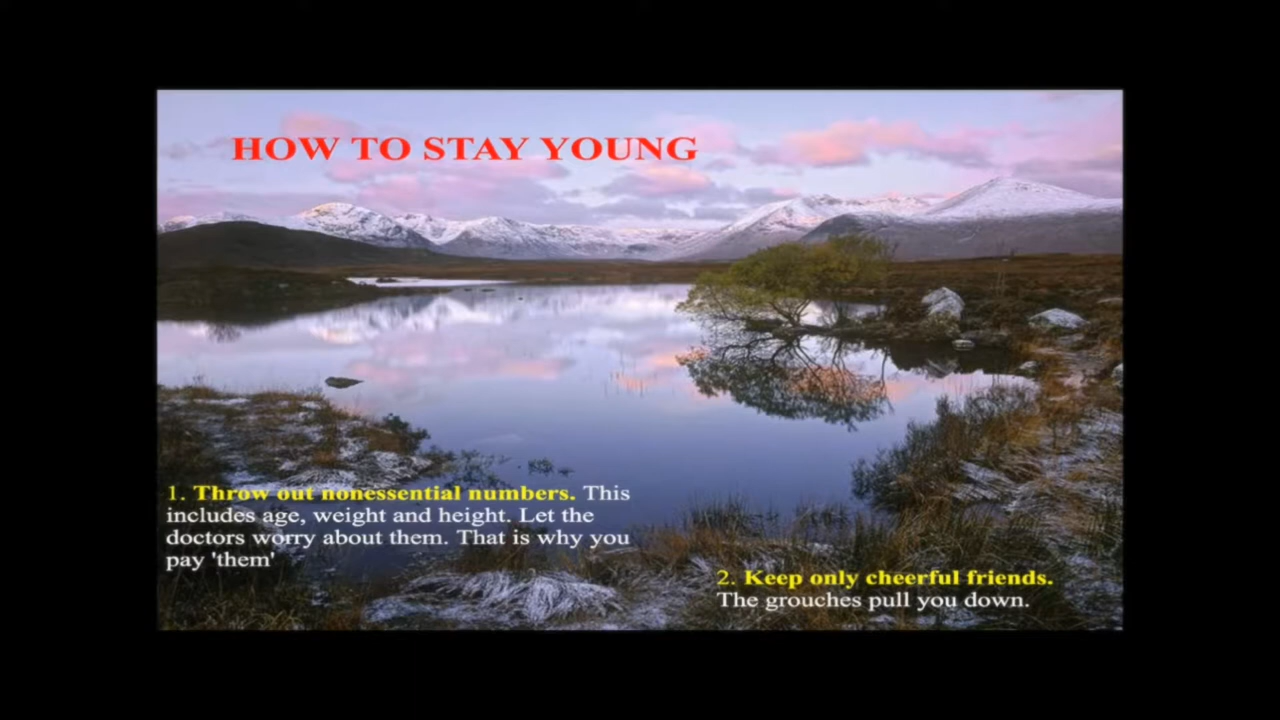 HOW TO STAY YOUNG
1. Throw out nonessential numbers. This
includes age, weight and height. Let the
doctors worry about them. That is why you
pay 'them'
2. Keep only cheerful friends.
The grouches pull you down.